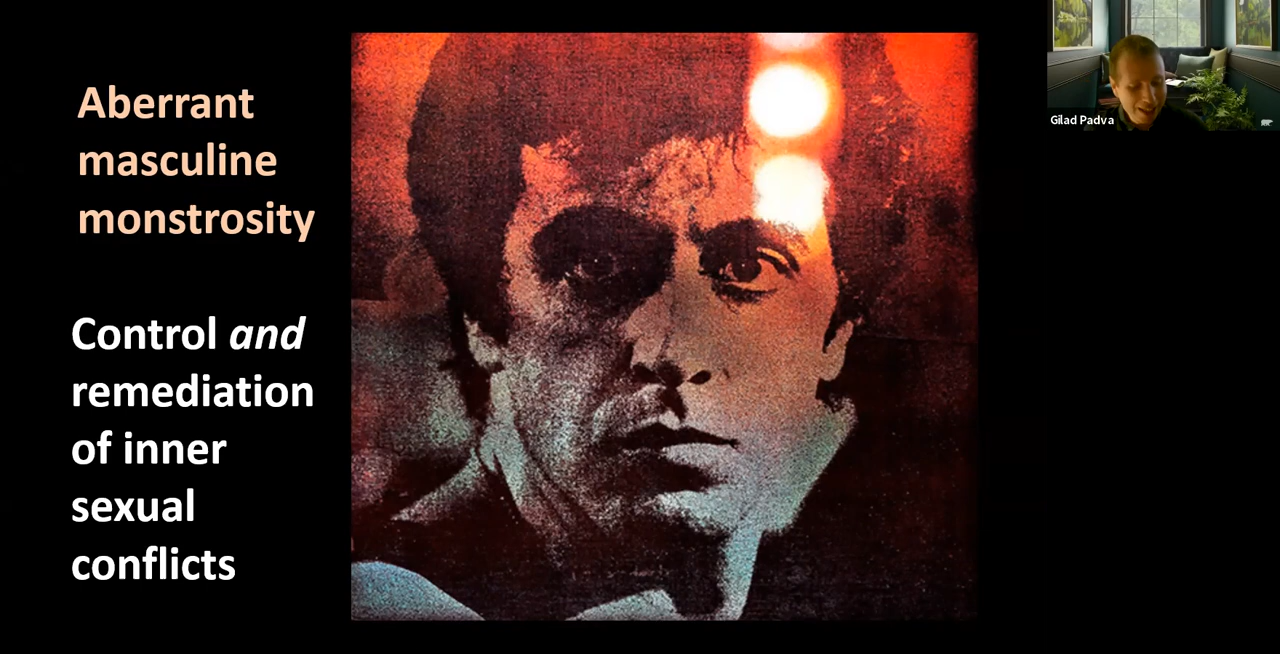 Aberrant
masculine
monstrosity
Control and
remediation
of inner
sexual
conflicts
Gilad Padva